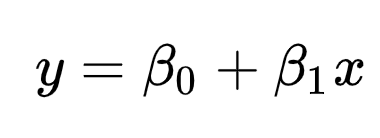 y = β₀ + β₁x